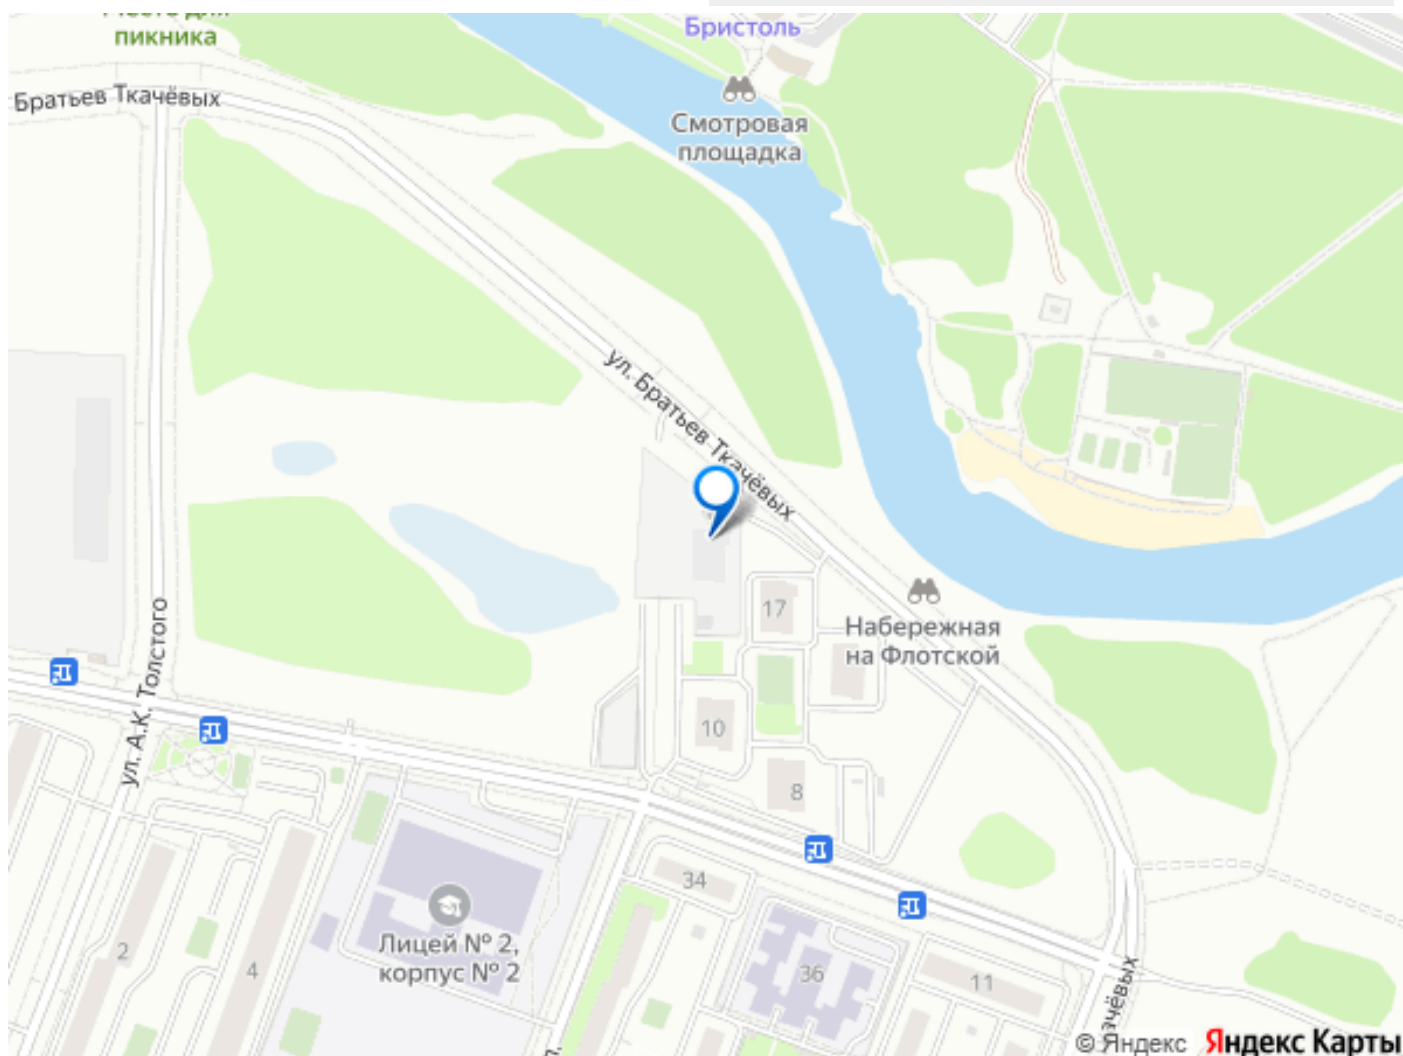 пикника
Бристоль
Братьев Ткачёвых
Смотровая
площадка
ул. Братьев Ткачёвых
17
Набережная
на Флотской
ул. А.К. Толстого
10
8
34
Лицей № 2,
корпус № 2
2
4
36
11
© Яндекс Яндекс Карты